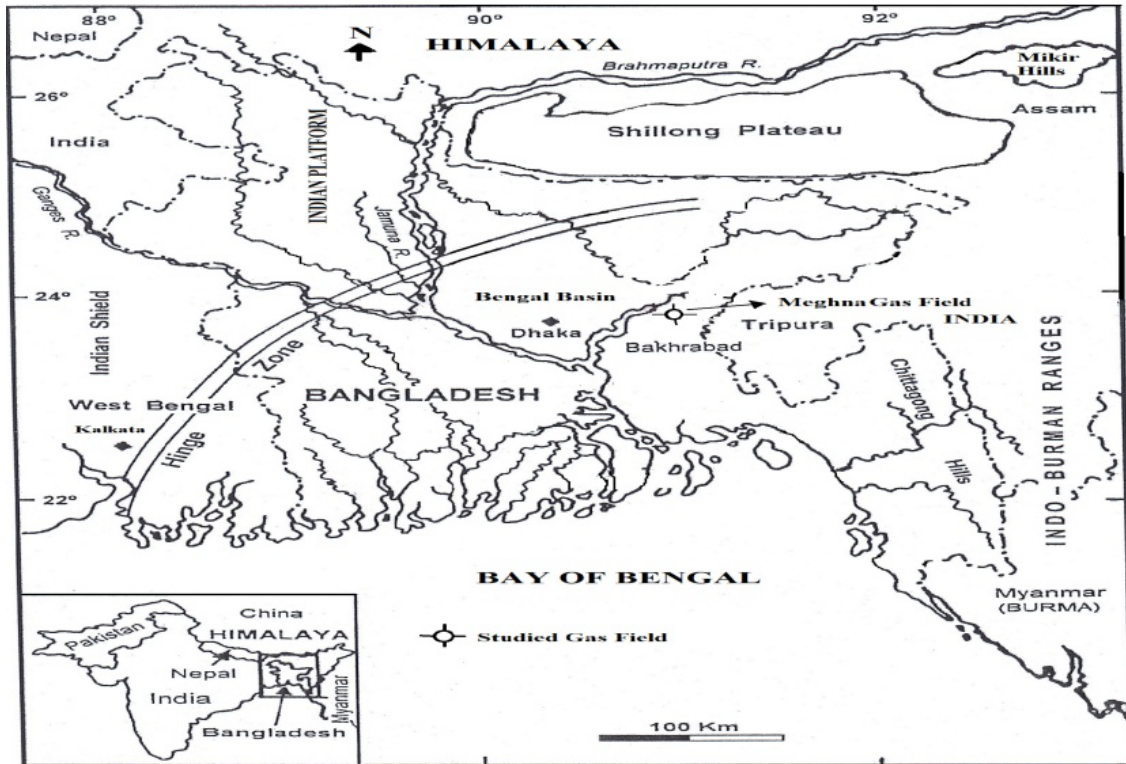 88°
90°
92°
Nepal
N
HIMALAYA
Brahmaputra R.
Mikir
Hills
26°
Assam
India
Shillong Plateau
INDIAN PLATFORM
Ganges R.
Jamuna R.
24°
Bengal Basin
Meghna Gas Field
Dhaka
Tripura
INDIA
Indian Shield
Bakhrabad
Zone
BANGLADESH
Chittagong
West Bengal
Kalkata
Hinge
Hills
INDO-BURMAN RANGES
22°
BAY OF BENGAL
Myanmar
(BURMA)
China
Pakistan
HIMALAYA
Studied Gas Field
Nepal
India
Myanmar
Bangladesh
100 Km